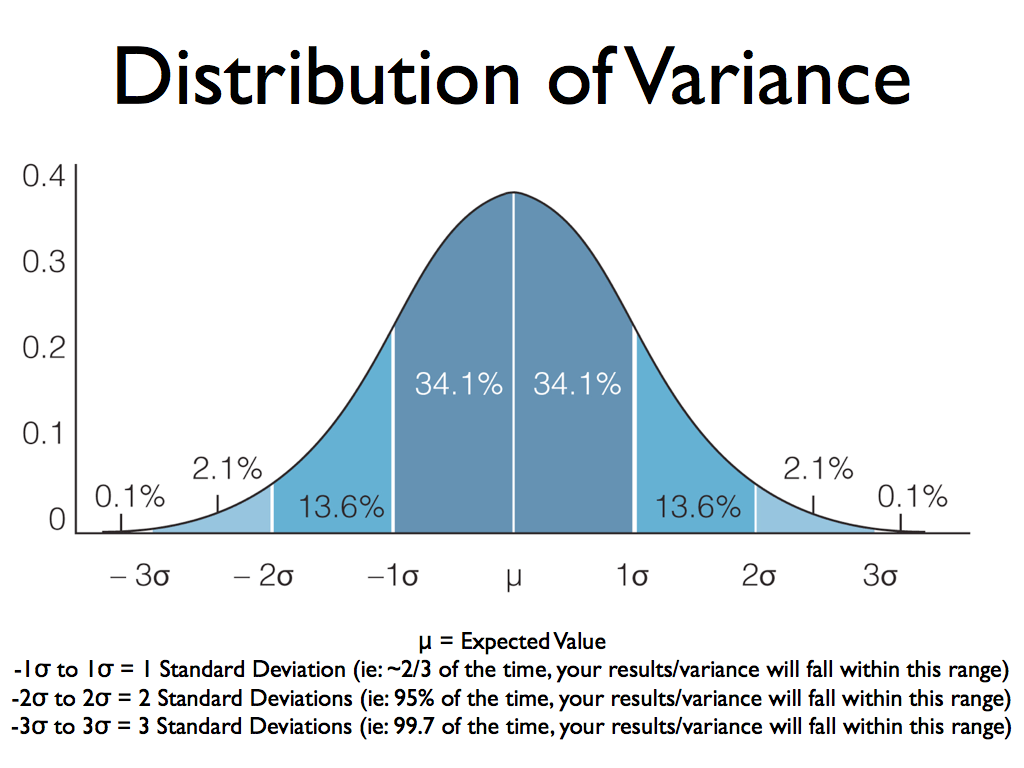 Distribution of Variance
0.4
0.3
0.2
0.1
0
34.1% 34.1%
2.1% 2.1%
0.1% 0.1%
13.6% 13.6%
– 3σ – 2σ –1σ μ 1σ 2σ 3σ
μ = Expected Value
-1σ to 1σ = 1 Standard Deviation (ie: ~2/3 of the time, your results/variance will fall within this range)
-2σ to 2σ = 2 Standard Deviations (ie: 95% of the time, your results/variance will fall within this range)
-3σ to 3σ = 3 Standard Deviations (ie: 99.7 of the time, your results/variance will fall within this range)